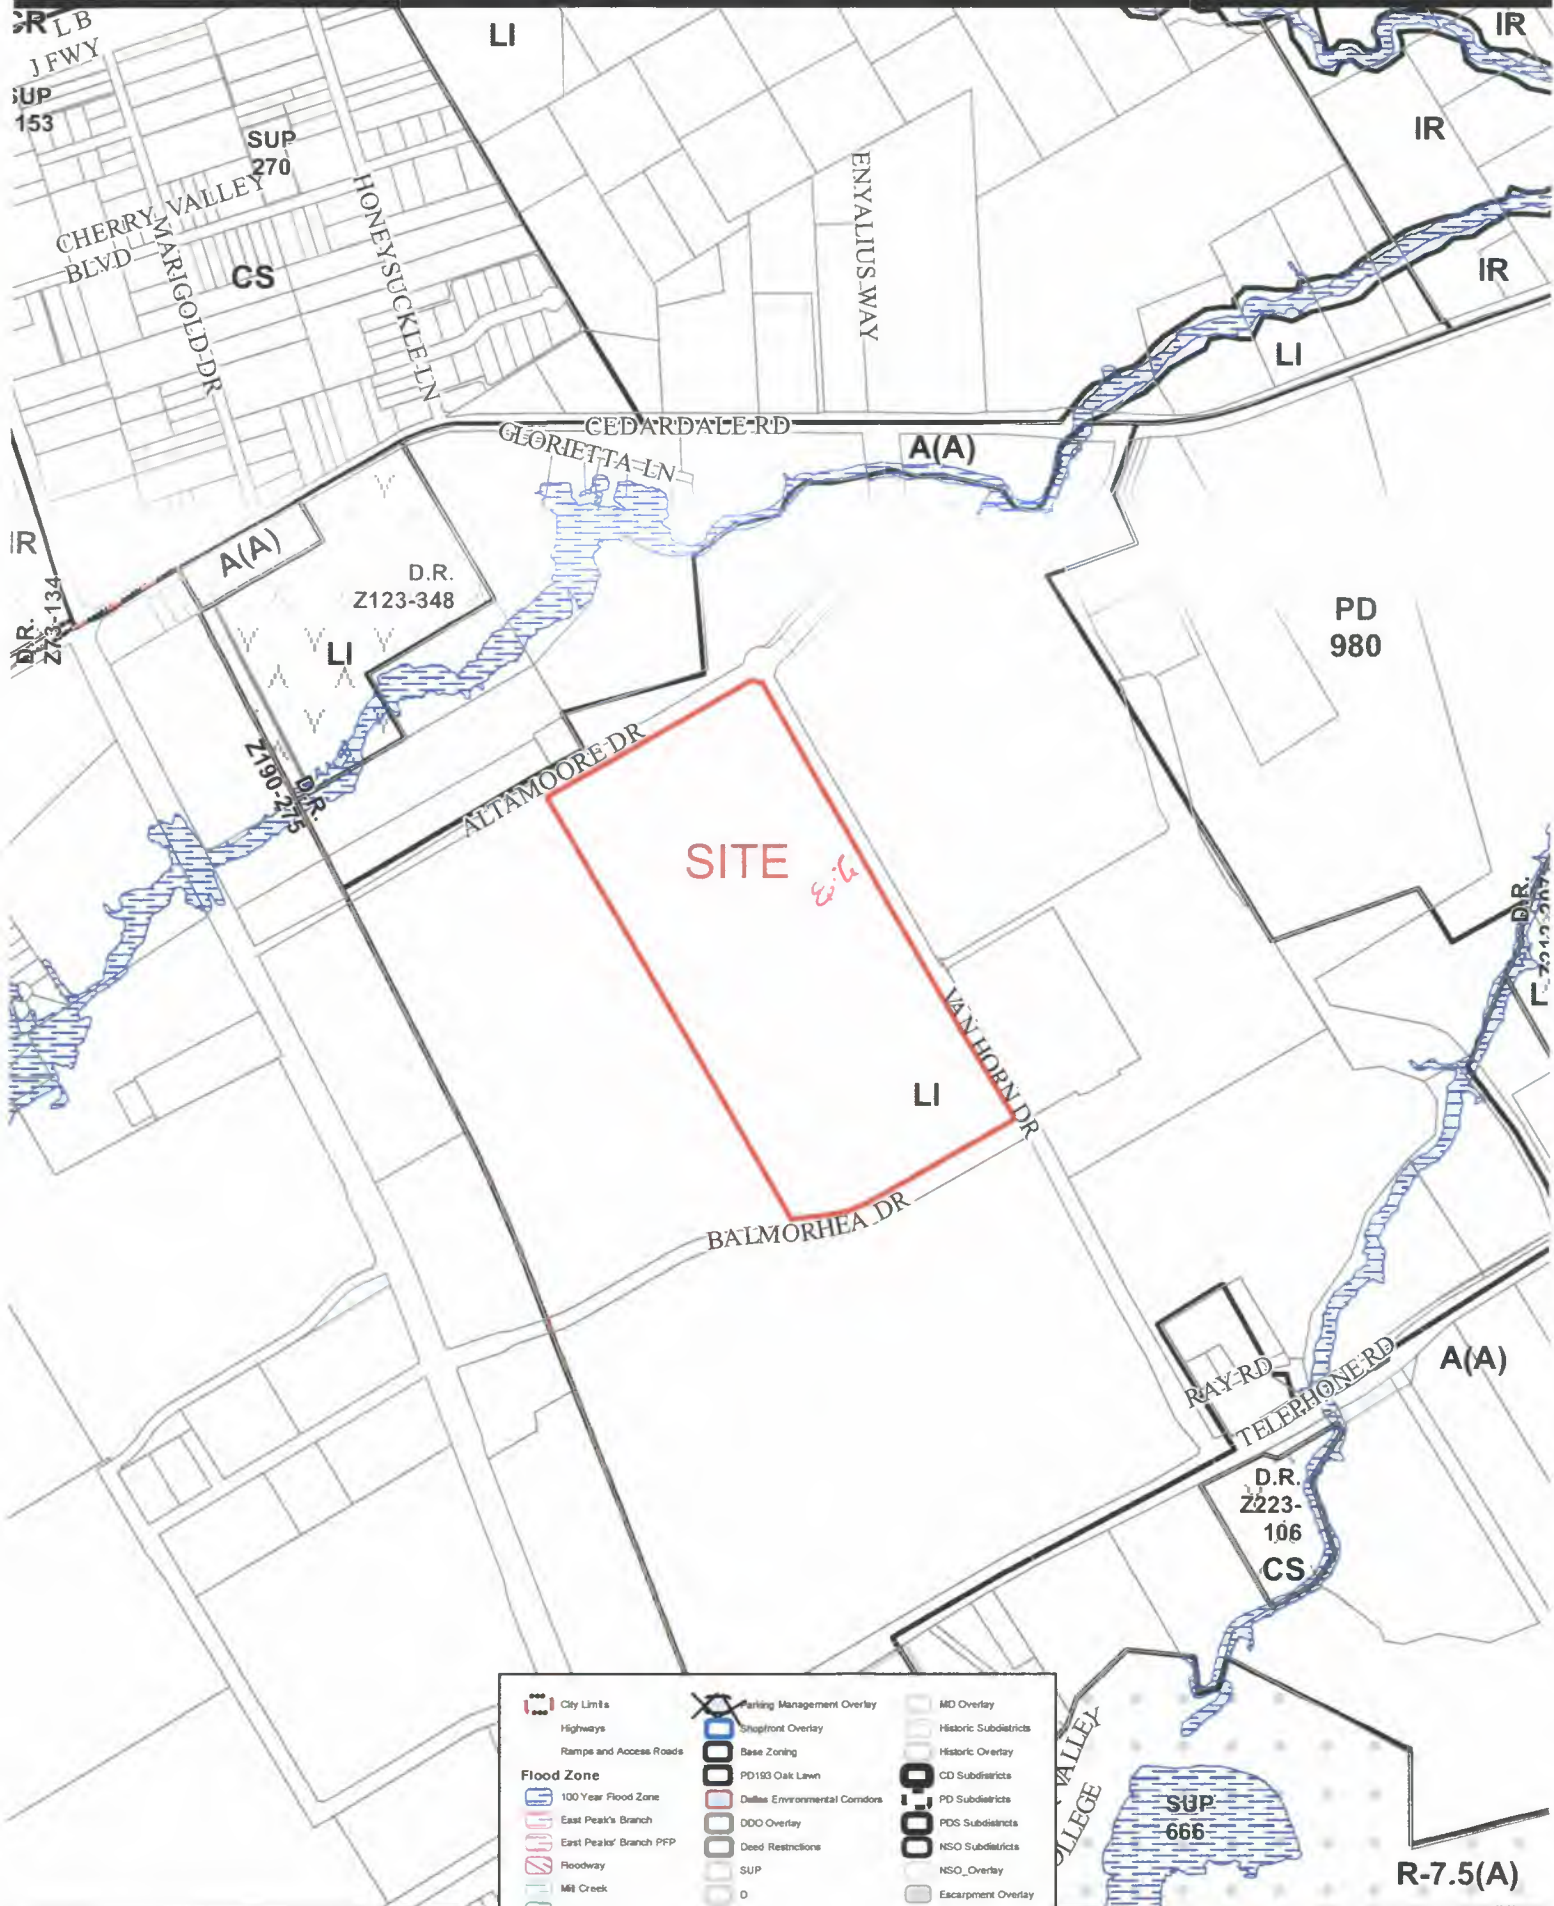 CR
L B
J FWY
SUP
153
LI
IR
SUP
270
IR
CHERRY VALLEY
BLVD
MARIGOLD DR
HONEYSUCKLE LN
ENYALIUS WAY
CS
IR
LI
CEDARDALE RD
GLORIETTA LN
A(A)
IR
A(A)
D.R.
Z73-134
D.R.
Z123-348
LI
PD
980
D.R.
Z190-275
ALTAMOORE DR
SITE
D.R.
VAN HORN DR
LI
BALMORHEA DR
RAY RD
TELEPHONE RD
A(A)
D.R.
Z223-
106
CS
VALLEY
OLLEGE
SUP
666
R-7.5(A)
City Limits
Highways
Ramps and Access Roads
Flood Zone
100 Year Flood Zone
East Peak's Branch
East Peaks' Branch PFP
Floodway
Mill Creek
Parking Management Overlay
Shopfront Overlay
Base Zoning
PD193 Oak Lawn
Dallas Environmental Corridors
DDO Overlay
Deed Restrictions
SUP
D
MD Overlay
Historic Subdistricts
Historic Overlay
CD Subdistricts
PD Subdistricts
PDS Subdistricts
NSO Subdistricts
NSO_Overlay
Escarpment Overlay